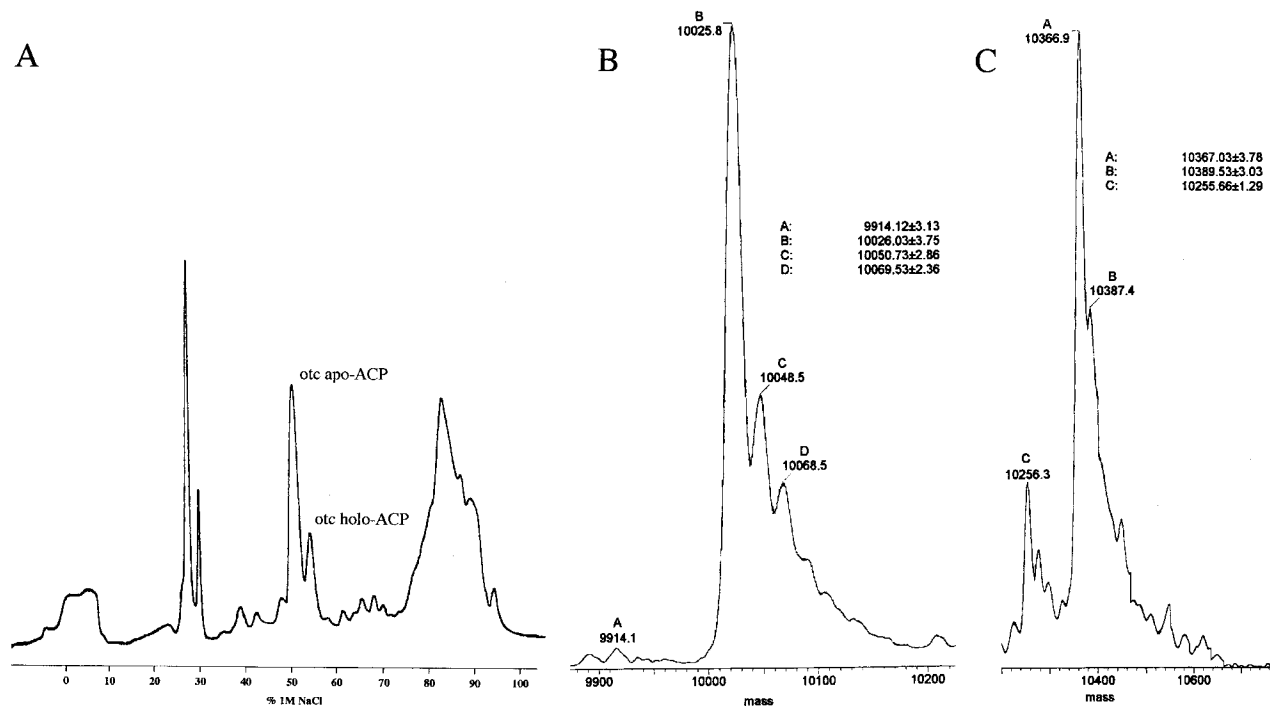 A
otc apo-ACP
otc holo-ACP
0 10 20 30 40 50 60 70 80 90 100
% 1M NaCl
B
B
10025.8
A: 9914.12±3.13
B: 10026.03±3.75
C: 10050.73±2.86
D: 10069.53±2.36
C
10048.5
D
10068.5
A
9914.1
9900 10000 10100 10200
mass
C
A
10366.9
A: 10367.03±3.78
B: 10389.53±3.03
C: 10255.66±1.29
B
10387.4
C
10256.3
10400 10600
mass